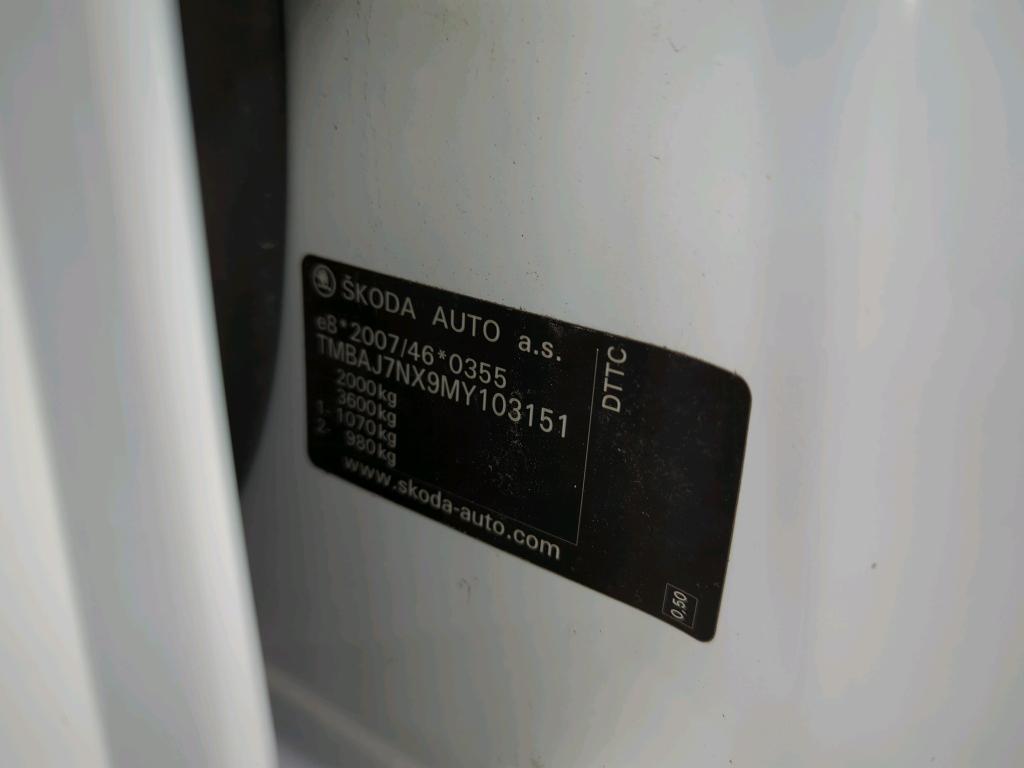 ŠKODA AUTO a.s.
e8*2007/46*0355
TMBAJ7NX9MY103151
2000kg
3600kg
1- 1070kg
2- 980kg
www.skoda-auto.com
DTTC
0,50